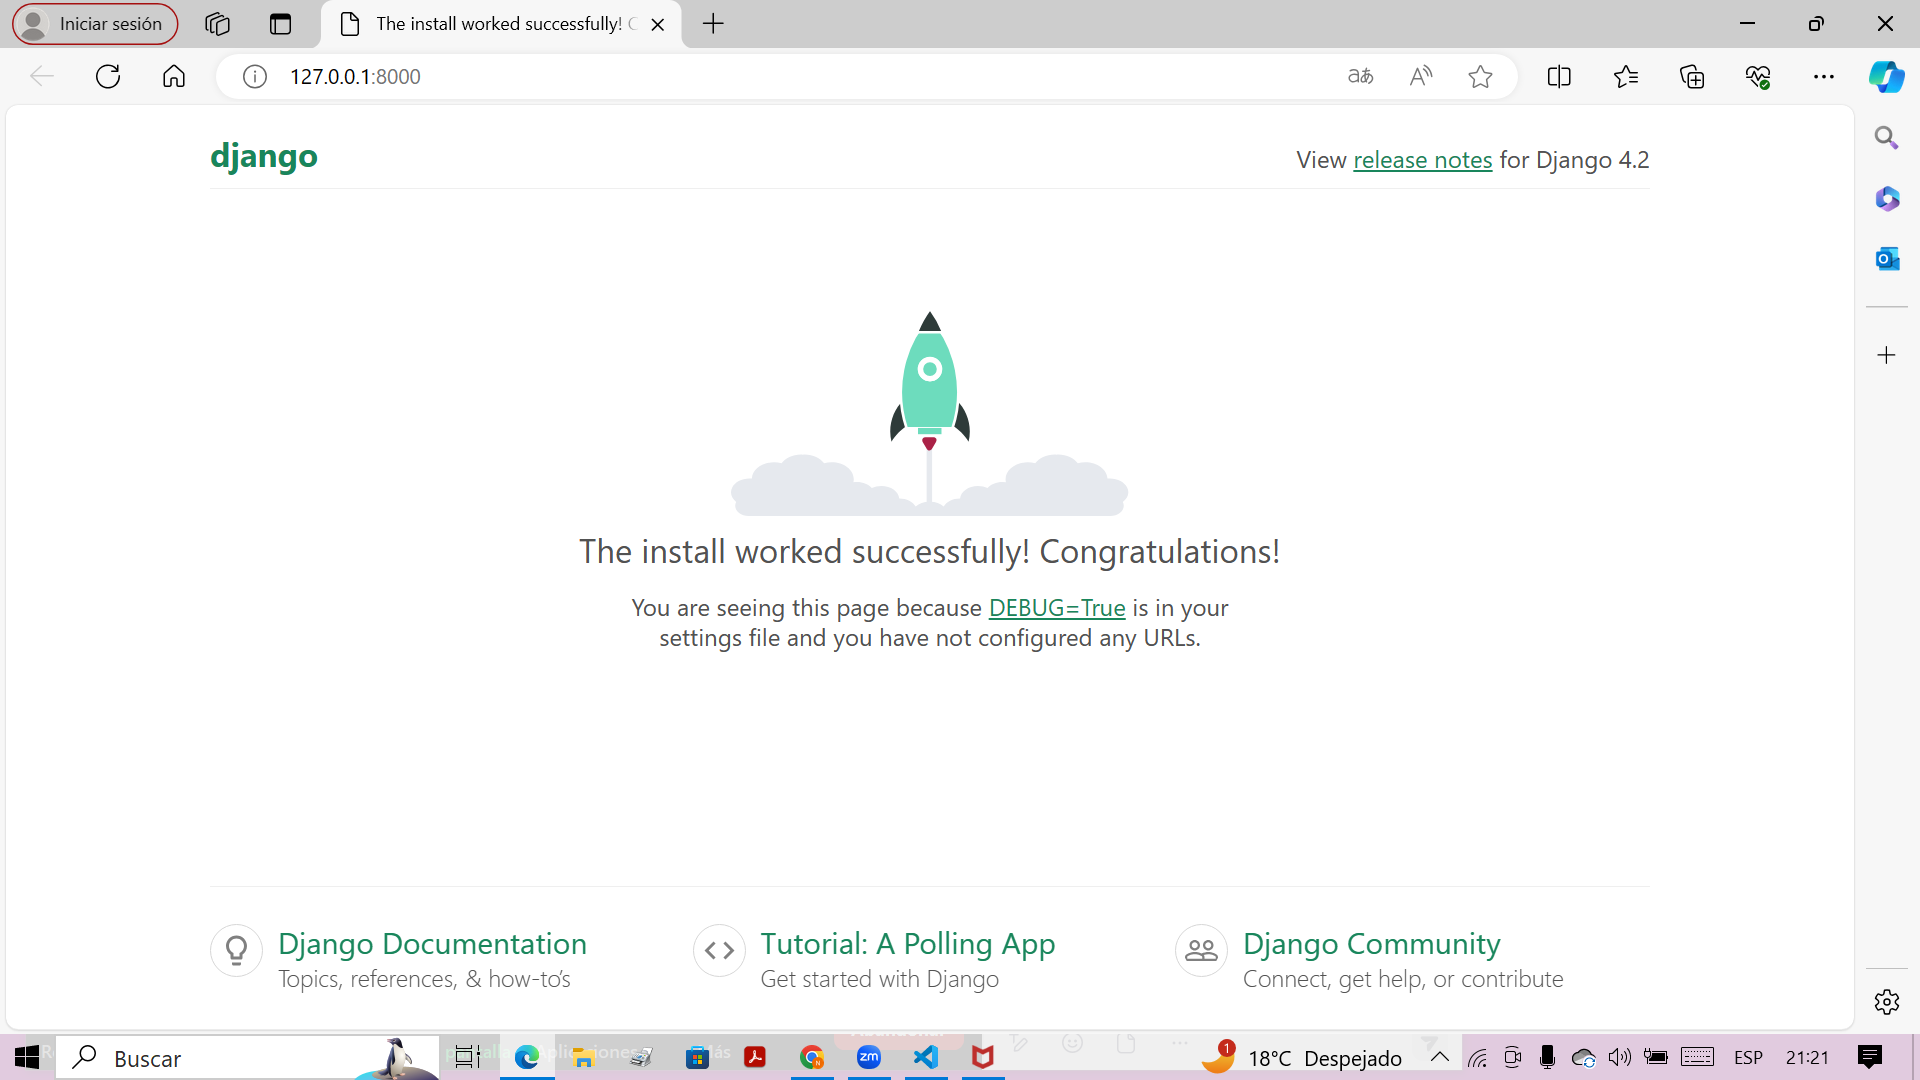 Iniciar sesión
The install worked successfully! C
127.0.0.1:8000
django
View release notes for Django 4.2
The install worked successfully! Congratulations!
You are seeing this page because DEBUG=True is in your
settings file and you have not configured any URLs.
Django Documentation
Topics, references, & how-to's
Tutorial: A Polling App
Get started with Django
Django Community
Connect, get help, or contribute
Buscar
zm
1
18°C Despejado
ESP
21:21